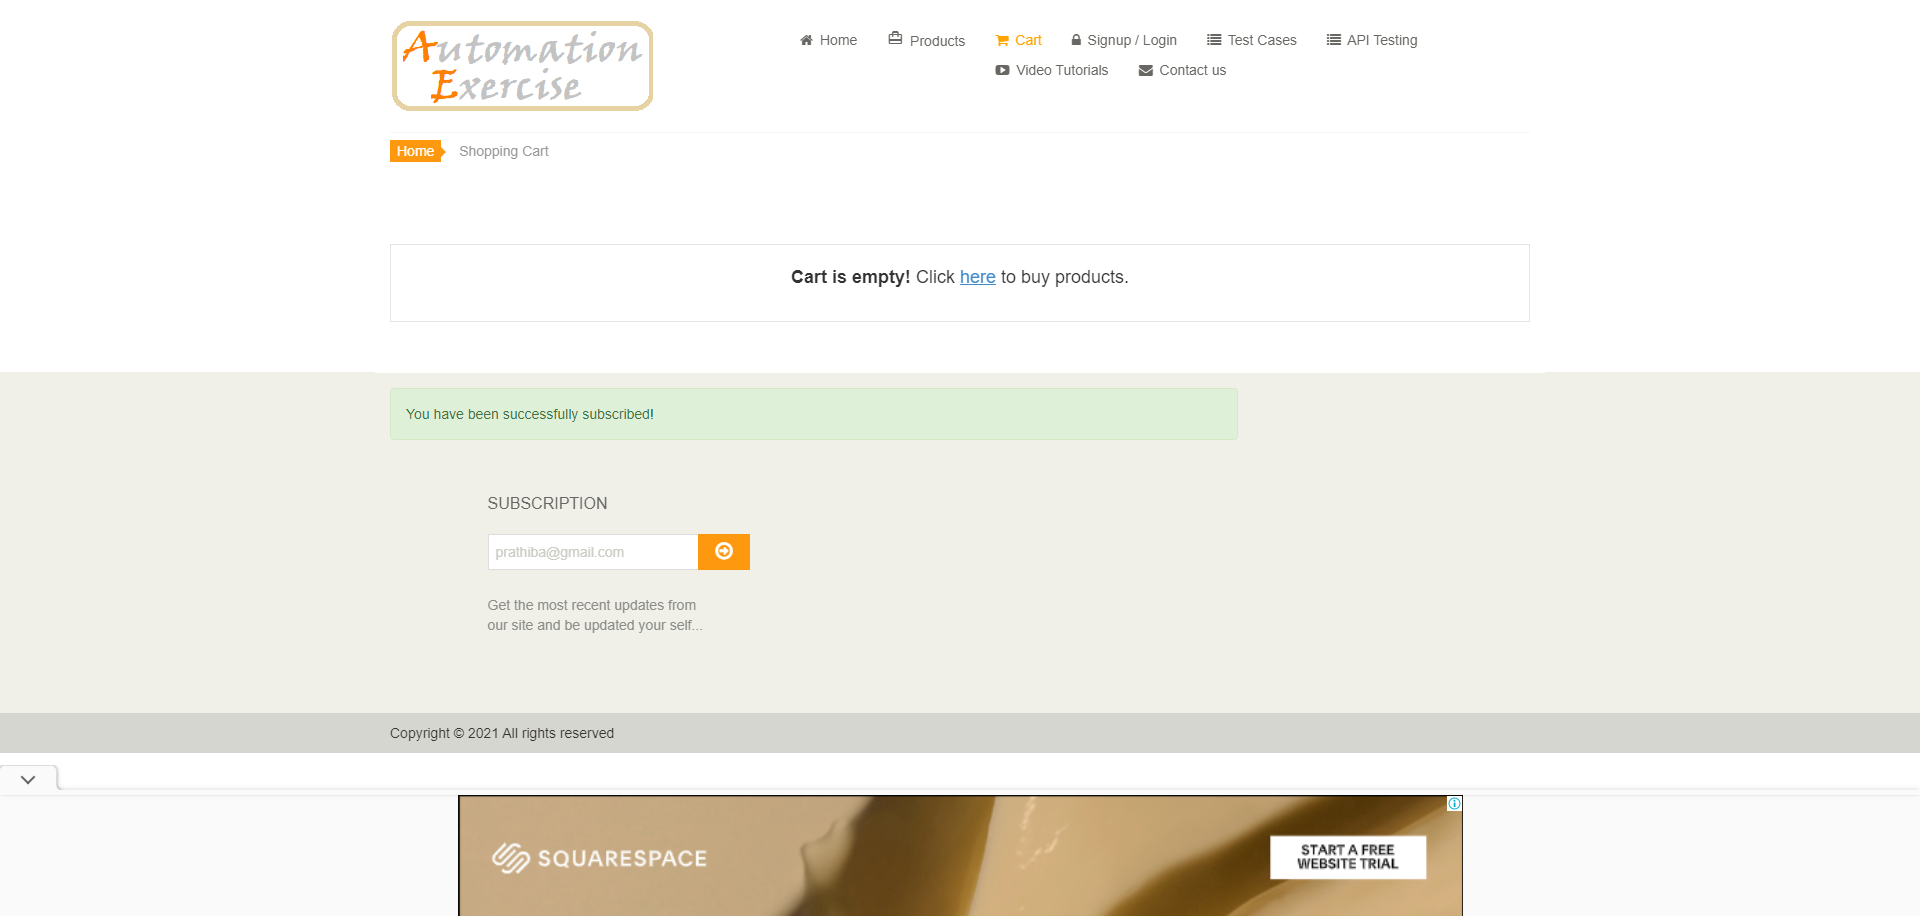 Automation
Exercise
Home
Products
Cart
Signup / Login
Test Cases
API Testing
Video Tutorials
Contact us
Home
Shopping Cart
Cart is empty! Click here to buy products.
You have been successfully subscribed!
SUBSCRIPTION
prathiba@gmail.com
Get the most recent updates from
our site and be updated your self...
Copyright © 2021 All rights reserved
SQUARESPACE
START A FREE
WEBSITE TRIAL